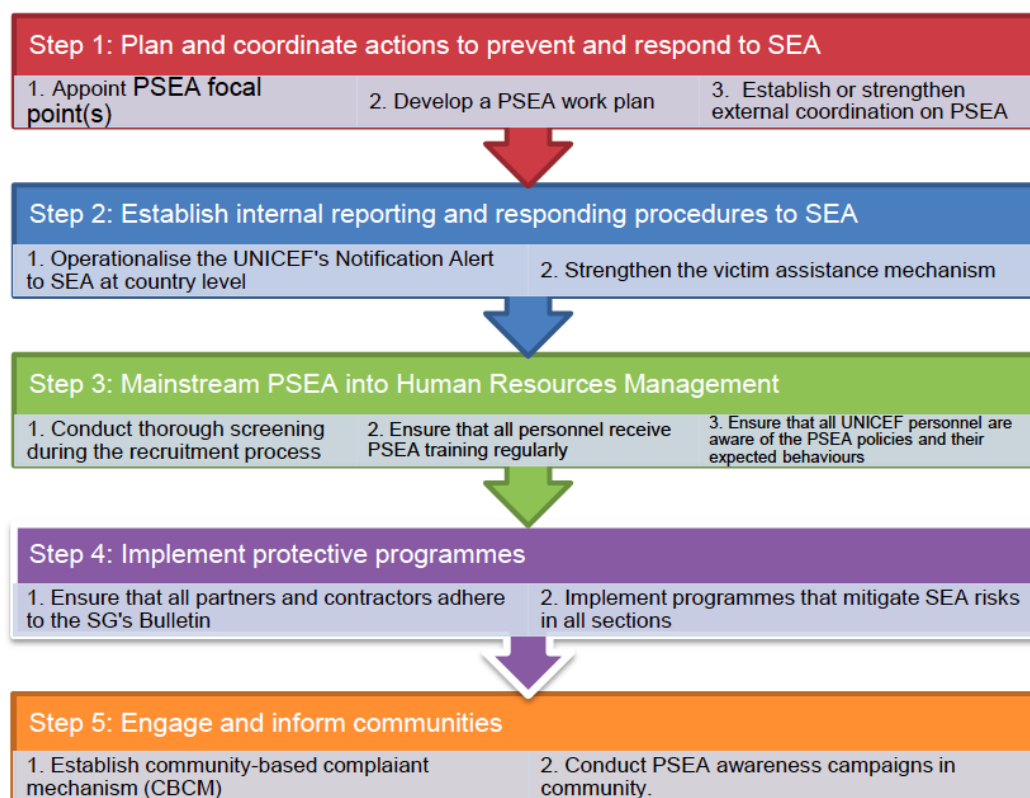 Step 1: Plan and coordinate actions to prevent and respond to SEA
1. Appoint PSEA focal
point(s)
2. Develop a PSEA work plan
3. Establish or strengthen
external coordination on PSEA
Step 2: Establish internal reporting and responding procedures to SEA
1. Operationalise the UNICEF's Notification Alert
to SEA at country level
2. Strengthen the victim assistance mechanism
Step 3: Mainstream PSEA into Human Resources Management
1. Conduct thorough screening
during the recruitment process
2. Ensure that all personnel receive
PSEA training regularly
3. Ensure that all UNICEF personnel are
aware of the PSEA policies and their
expected behaviours
Step 4: Implement protective programmes
1. Ensure that all partners and contractors adhere
to the SG's Bulletin
2. Implement programmes that mitigate SEA risks
in all sections
Step 5: Engage and inform communities
1. Establish community-based complaiant
mechanism (CBCM)
2. Conduct PSEA awareness campaigns in
community.